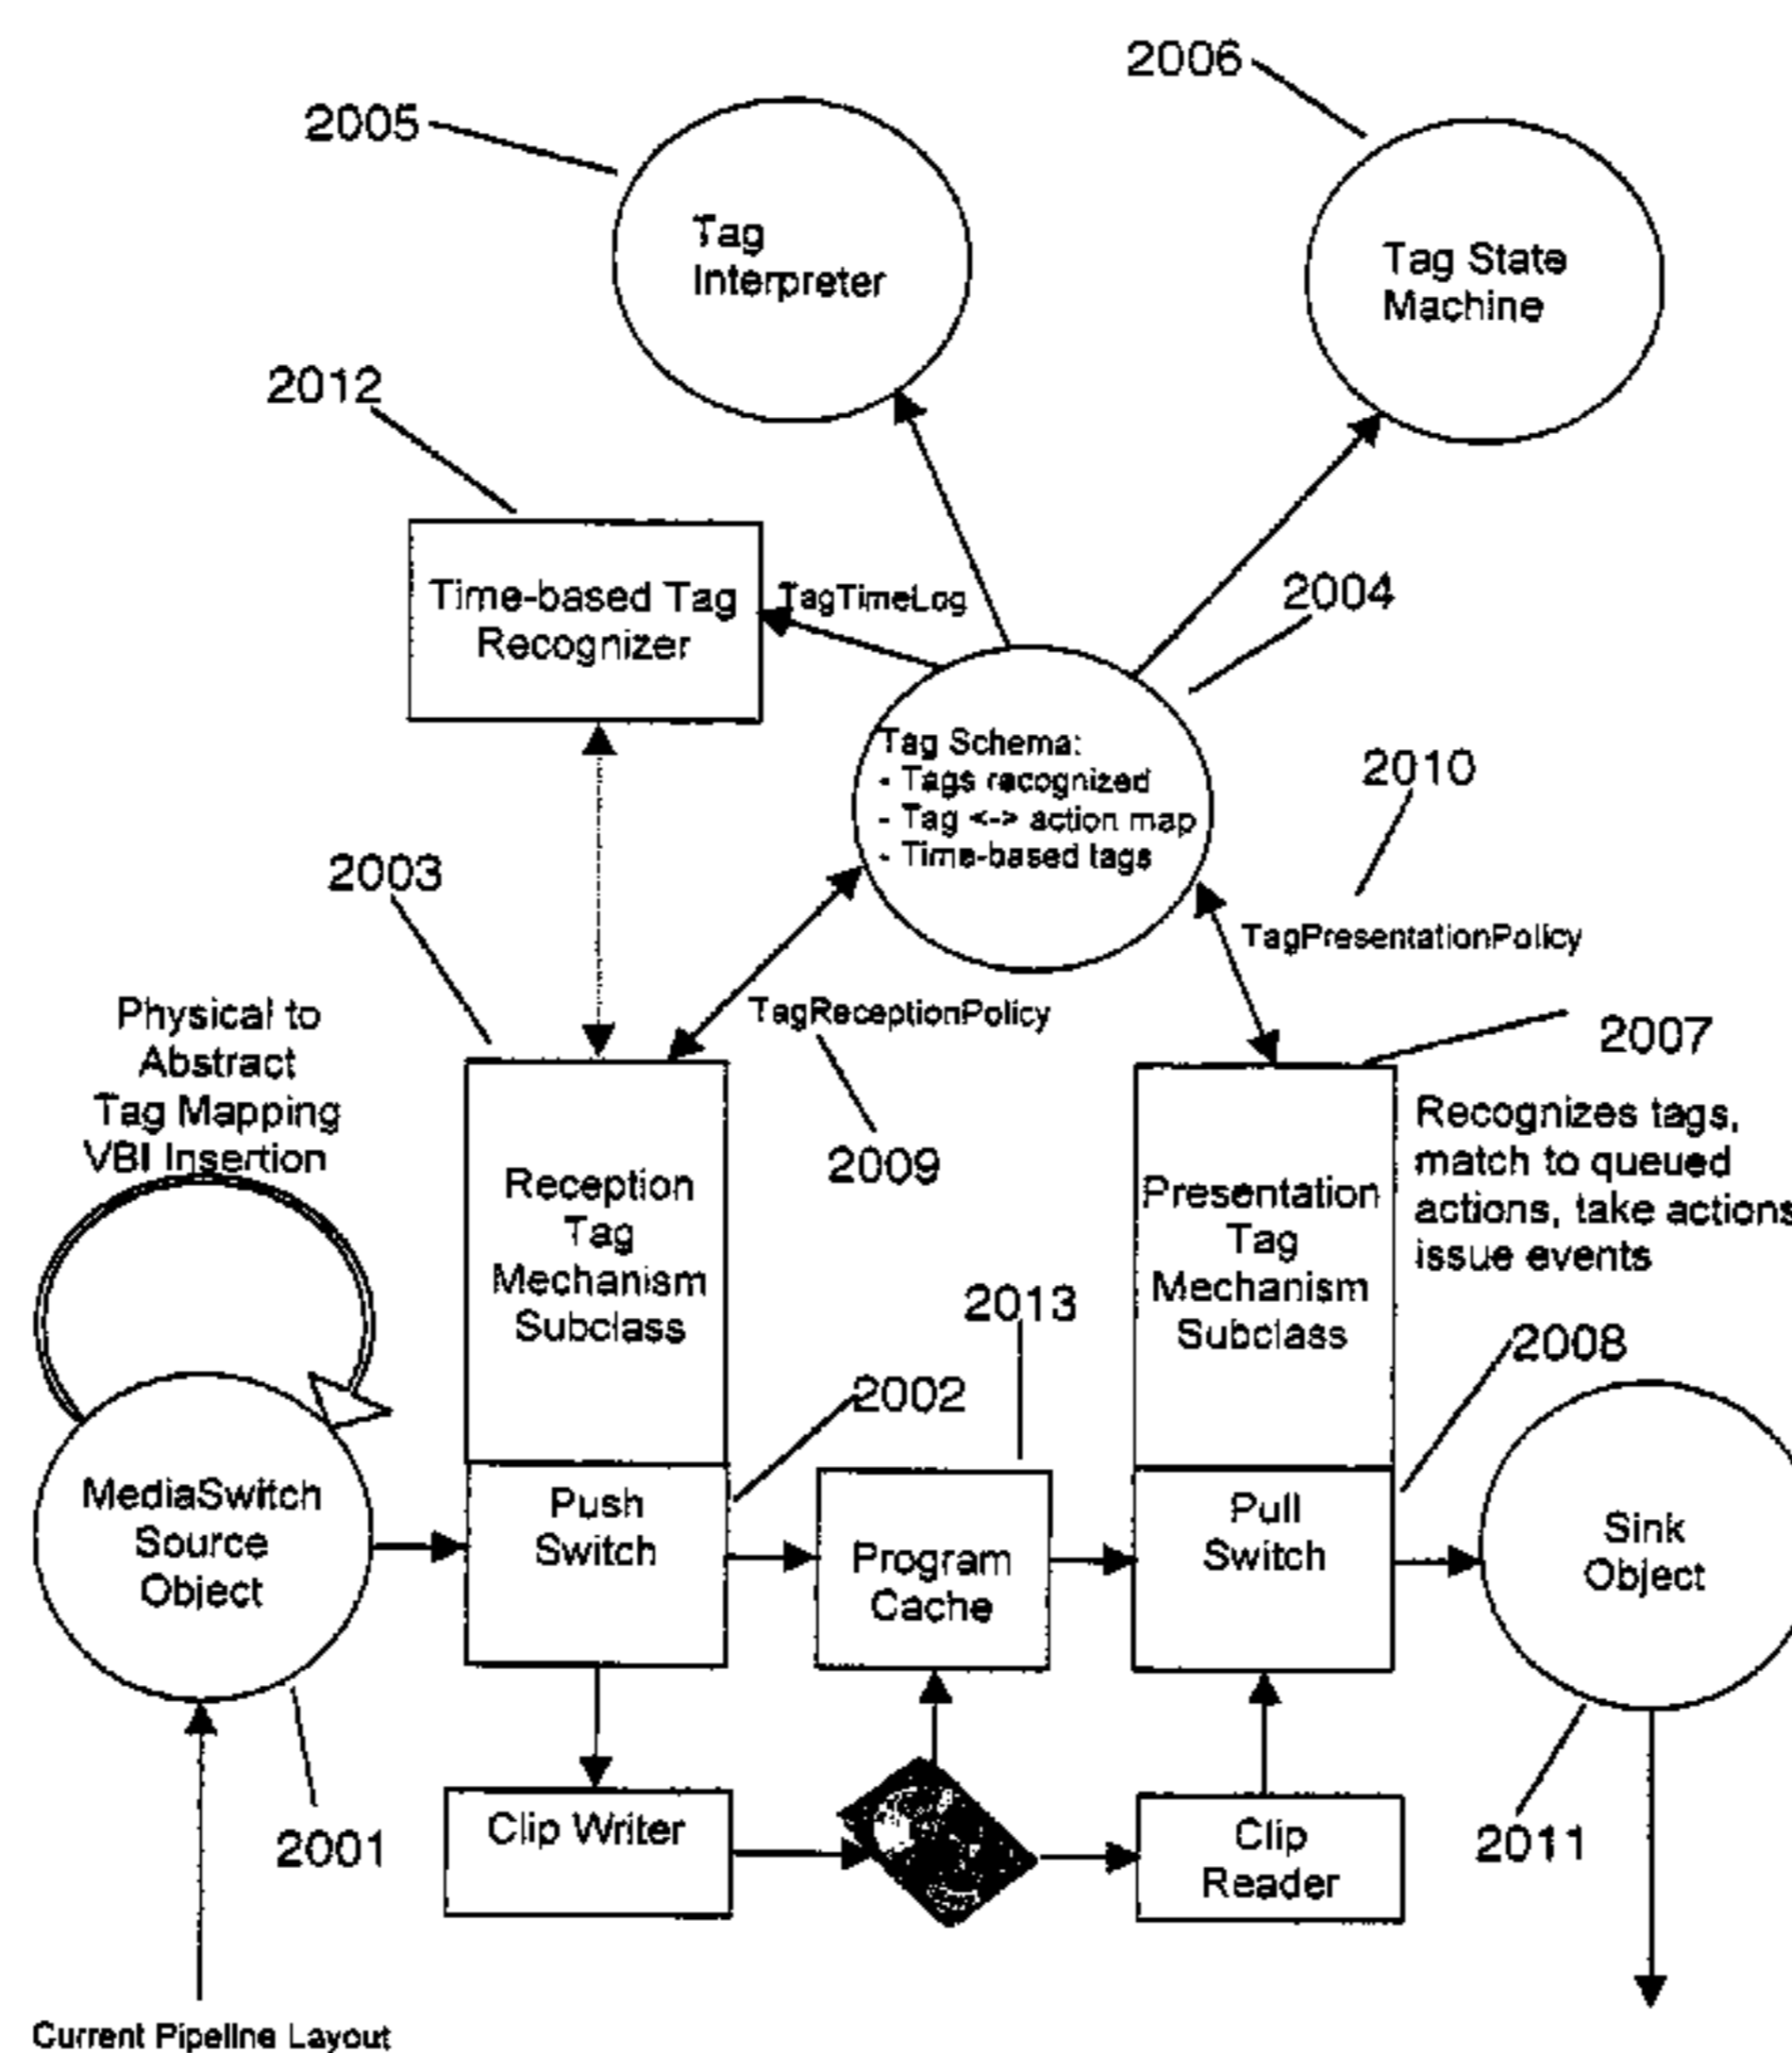 2006
2005
Tag
Interpreter
Tag State
Machine
2012
Time-based Tag
Recognizer
TagTimeLog
2004
Tag Schema:
- Tags recognized
- Tag <-> action map
- Time-based tags
2010
2003
TagPresentationPolicy
TagReceptionPolicy
Physical to
Abstract
Tag Mapping
VBI Insertion
2007
2009
Recognizes tags,
match to queued
actions, take actions
issue events
Reception
Tag
Mechanism
Subclass
Presentation
Tag
Mechanism
Subclass
2013
2008
2002
MediaSwitch
Source
Object
Push
Switch
Program
Cache
Pull
Switch
Sink
Object
2001
Clip Writer
Clip
Reader
2011
Current Pipeline Layout